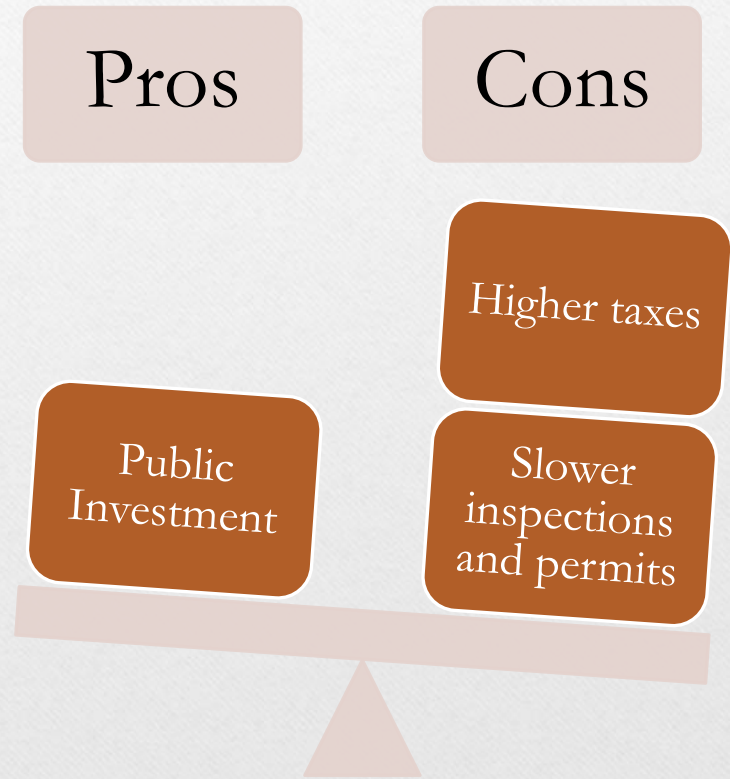 Pros
Cons
Public
Investment
Higher taxes
Slower
inspections
and permits